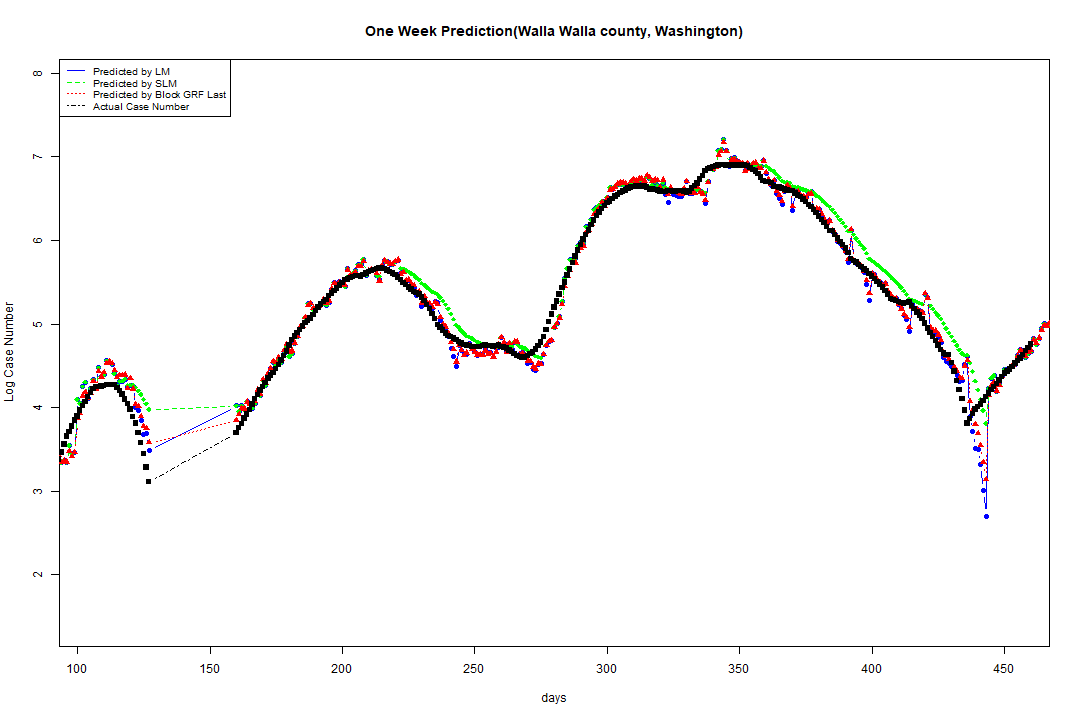 One Week Prediction(Walla Walla county, Washington)
Predicted by LM
Predicted by SLM
Predicted by Block GRF Last
Actual Case Number
8
7
6
5
4
3
2
Log Case Number
100 150 200 250 300 350 400 450
days